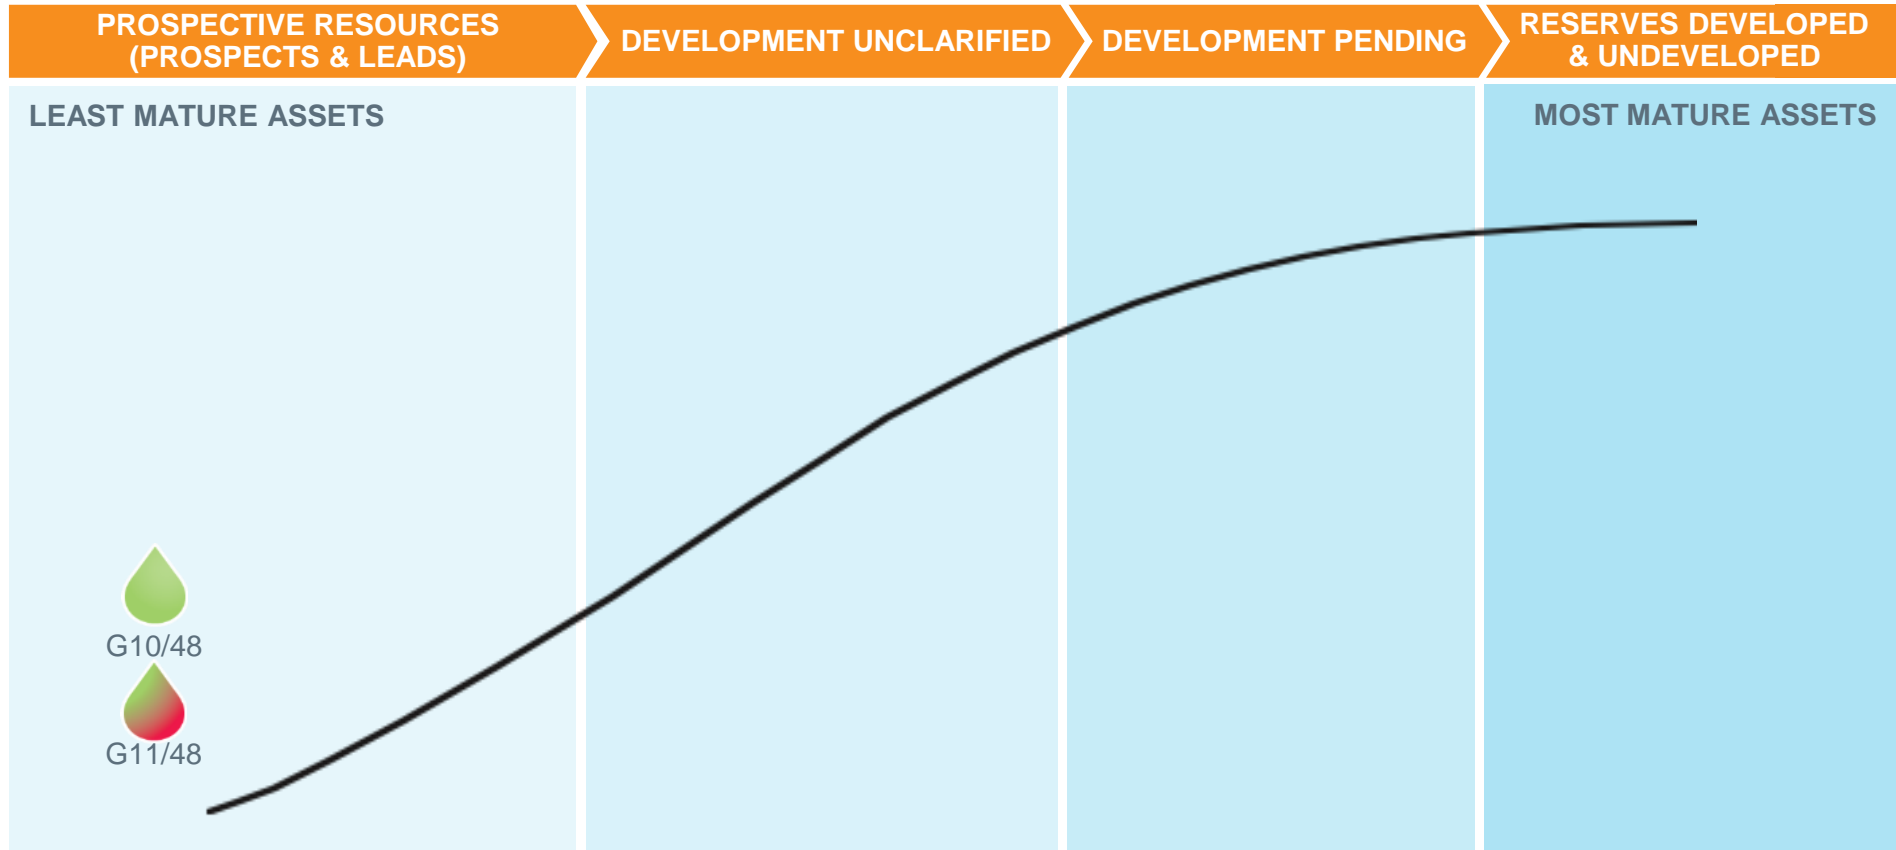 PROSPECTIVE RESOURCES
(PROSPECTS & LEADS)
DEVELOPMENT UNCLARIFIED
DEVELOPMENT PENDING
RESERVES DEVELOPED
& UNDEVELOPED
LEAST MATURE ASSETS
MOST MATURE ASSETS
G10/48
G11/48